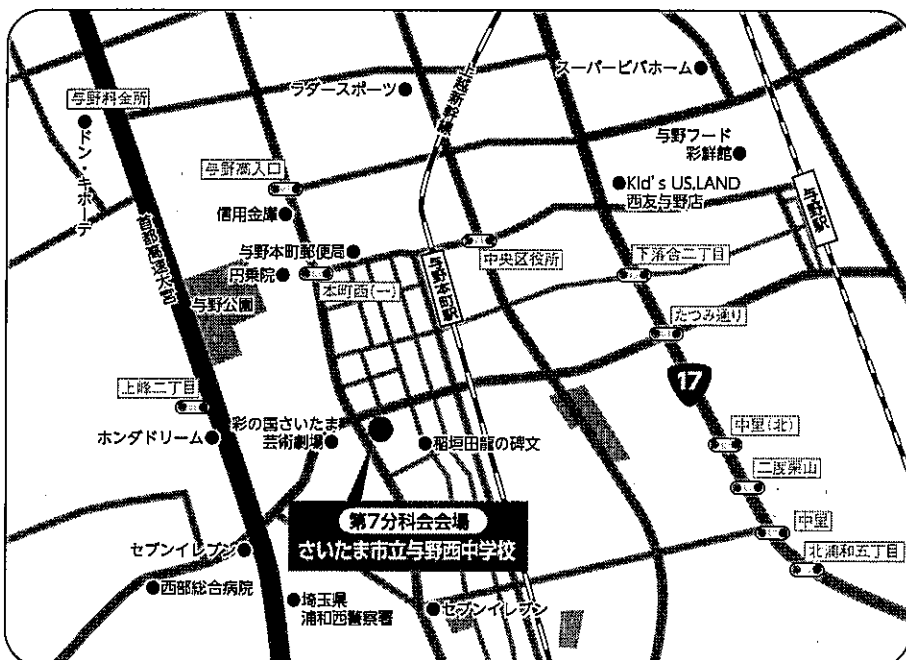 スーパービバホーム
ラダースポーツ
与野料金所
ドン・キホーテ
与野フード
彩鮮館
与野高入口
Kid's US.LAND
西友与野店
信用金庫
与野駅
首都高速大宮
与野本町郵便局
円乗院
本町西(一)
中央区役所
下落合二丁目
与野本町駅
与野公園
たつみ通り
17
上峰二丁目
ホンダドリーム
彩の国さいたま
芸術劇場
稲垣田龍の碑文
中里(北)
二度栗山
第7分科会会場
さいたま市立与野西中学校
中里
北浦和五丁目
セブンイレブン
西部総合病院
埼玉県
浦和西警察署
セブンイレブン